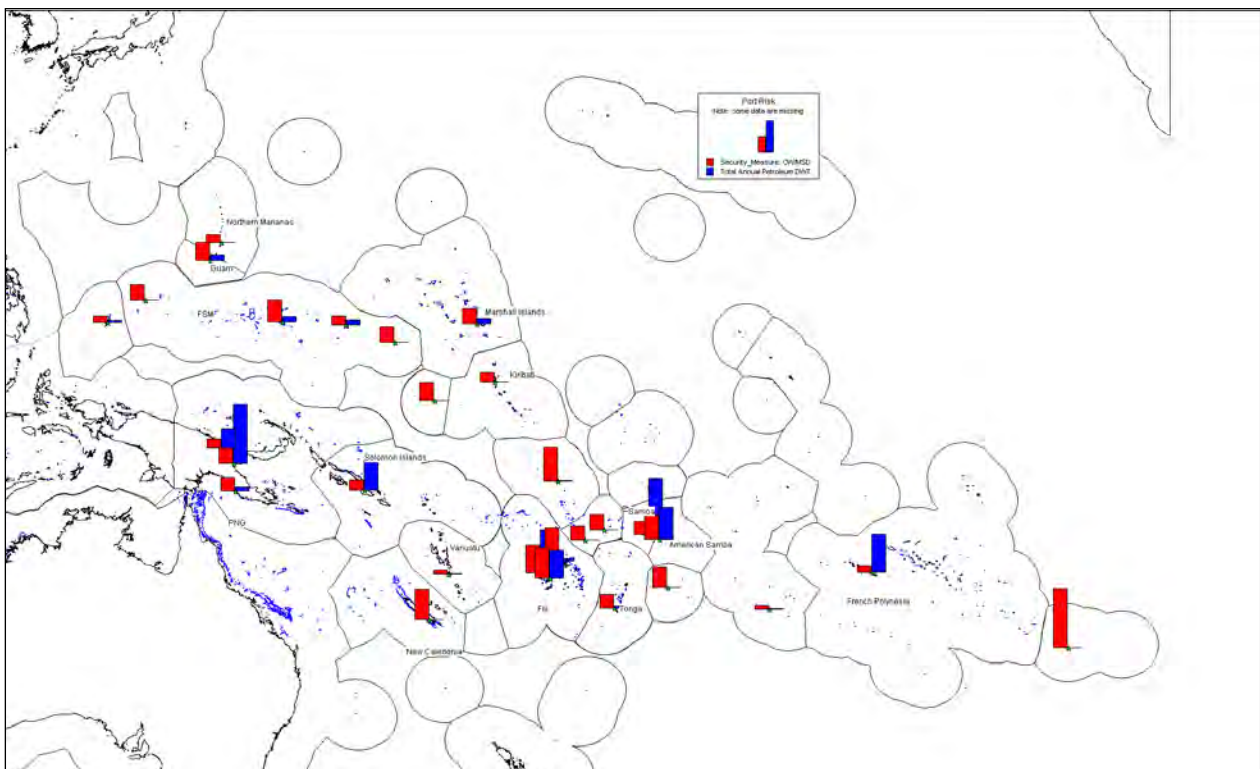 Port Risk
Note: some data are missing
Security_Measure: OWMSD
Total Annual Petroleum DWT
Northern Marianas
Guam
FSM
Marshall Islands
Kiribati
Solomon Islands
PNG
Samoa
American Samoa
Vanuatu
Fiji
Tonga
French Polynesia
New Caledonia